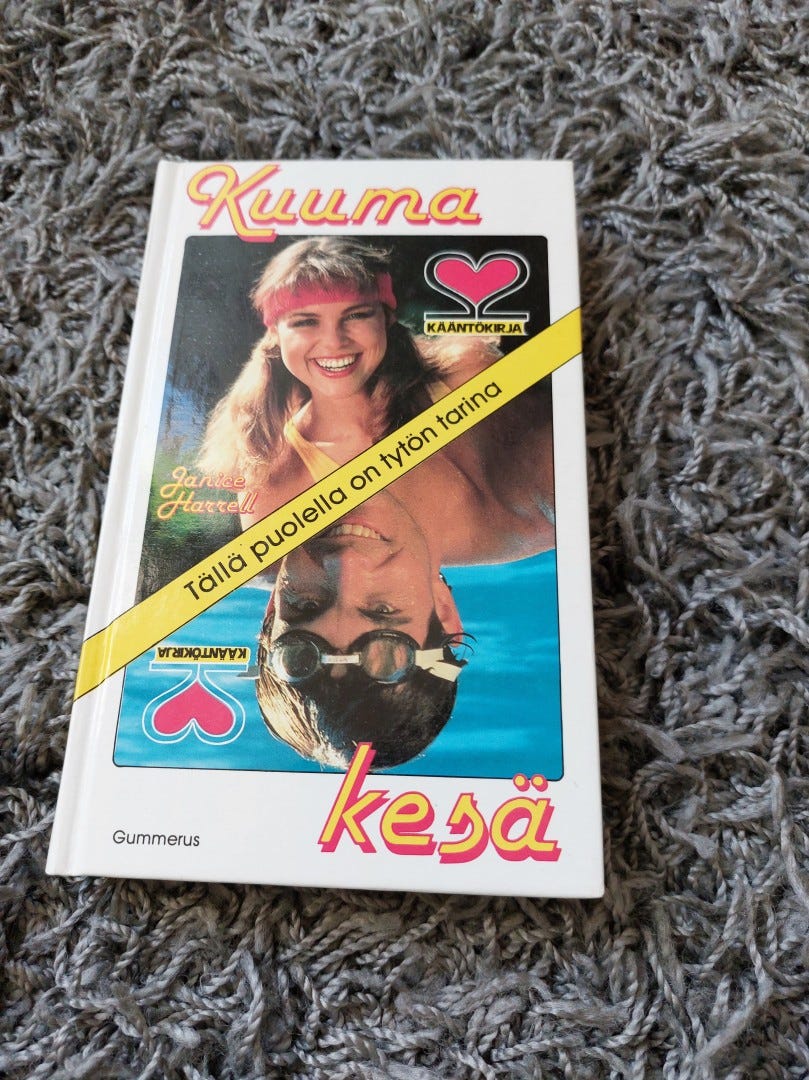 Kuuma
KÄÄNTÖKIRJA
Tällä puolella on tytön tarina
Janice
Harrell
KÄÄNTÖKIRJA
kesä
Gummerus